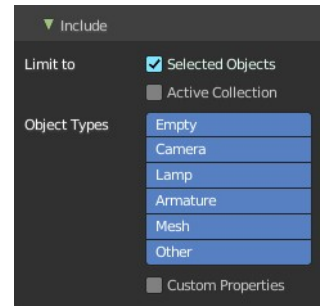 Include
Limit to
Selected Objects
Active Collection
Object Types
Empty
Camera
Lamp
Armature
Mesh
Other
Custom Properties